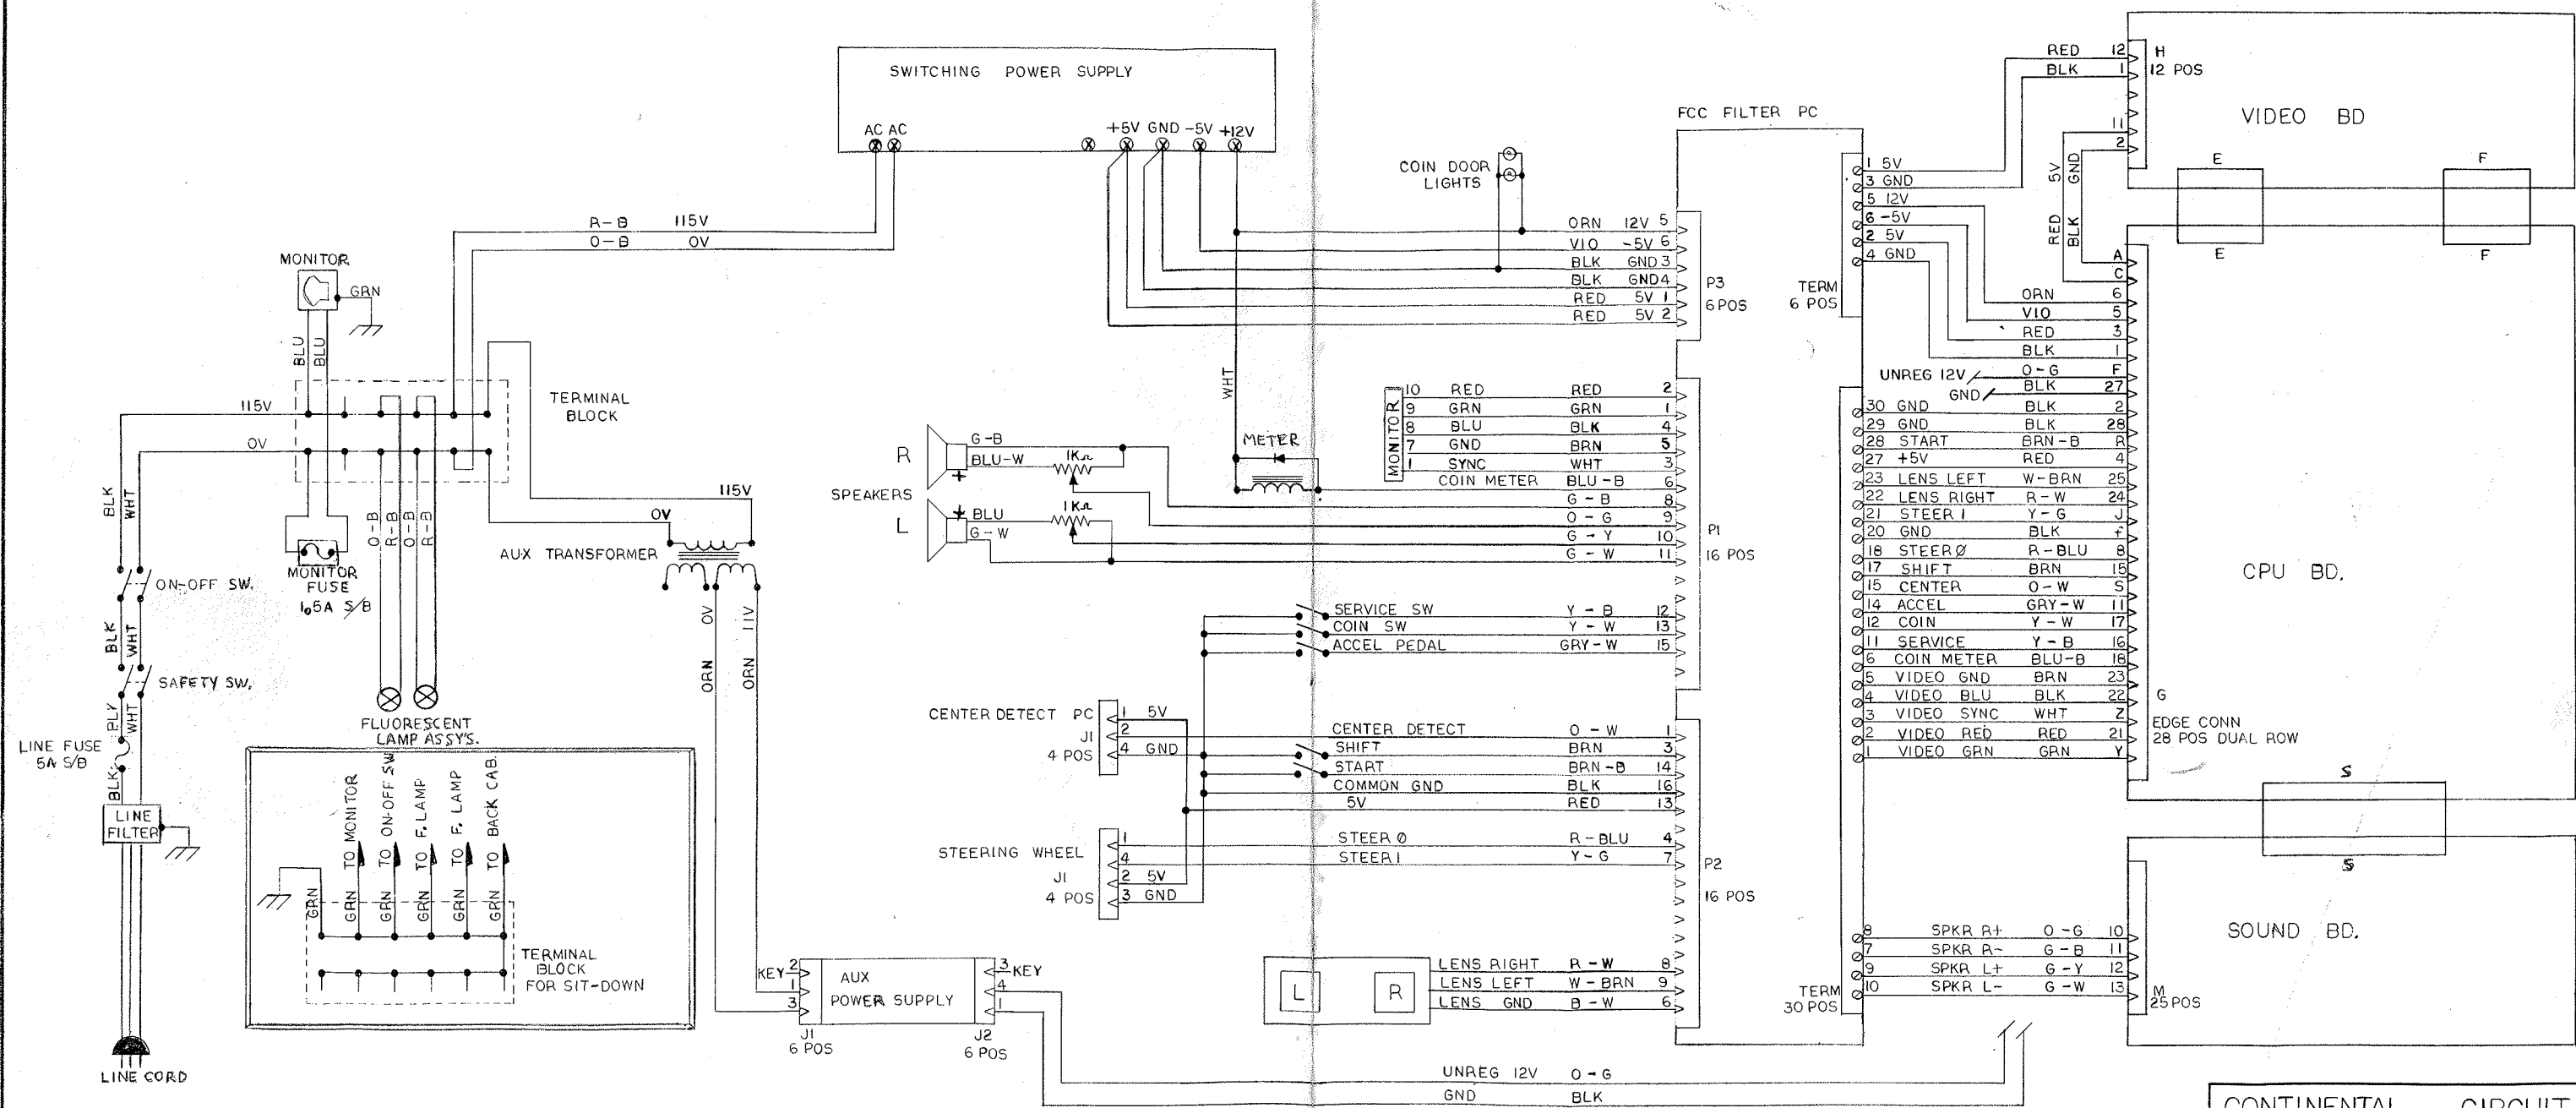 SWITCHING POWER SUPPLY
AC AC +5V GND -5V +12V
R-B 115V
O-B 0V
MONITOR
GRN
BLU
BLU
TERMINAL
BLOCK
115V
0V
BLK
WHT
O-B
R-B
O-B
R-B
MONITOR
FUSE
1.5A S/B
ON-OFF SW.
BLK
WHT
SAFETY SW.
PLY
WHT
LINE FUSE
5A S/B
BLK
LINE
FILTER
LINE CORD
FLUORESCENT
LAMP ASSY'S.
TO MONITOR
TO ON-OFF SW
TO F. LAMP
TO F. LAMP
TO BACK CAB.
GRN
GRN
GRN
GRN
GRN
GRN
TERMINAL
BLOCK
FOR SIT-DOWN
115V
0V
AUX TRANSFORMER
0V
11V
ORN
ORN
KEY 2
1
3
AUX
POWER SUPPLY
3 KEY
4
1
J1
6 POS
J2
6 POS
UNREG 12V O-G
GND BLK
COIN DOOR
LIGHTS
WHT
METER
R
G-B
BLU-W
+
1KΩ
SPEAKERS
L
+
BLU
G-W
1KΩ
FCC FILTER PC
ORN 12V 5
VIO -5V 6
BLK GND 3
BLK GND 4
RED 5V 1
RED 5V 2
P3
6 POS
MONITOR
10 RED RED 2
9 GRN GRN 1
8 BLU BLK 4
7 GND BRN 5
1 SYNC WHT 3
COIN METER BLU-B 6
G-B 8
O-G 9
G-Y 10
G-W 11
P1
16 POS
SERVICE SW Y-B 12
COIN SW Y-W 13
ACCEL PEDAL GRY-W 15
CENTER DETECT PC
J1
4 POS
1 5V
2
4 GND
CENTER DETECT O-W 1
SHIFT BRN 3
START BRN-B 14
COMMON GND BLK 16
5V RED 13
STEERING WHEEL
J1
4 POS
1
4
2 5V
3 GND
STEER 0 R-BLU 4
STEER 1 Y-G 7
P2
16 POS
L R
LENS RIGHT R-W 8
LENS LEFT W-BRN 9
LENS GND B-W 6
1 5V
3 GND
5 12V
6 -5V
2 5V
4 GND
TERM
6 POS
RED 12
BLK 1
H
12 POS
11
2
VIDEO BD
5V
GND
RED
BLK
E
E
F
F
A
C
ORN 6
VIO 5
RED 3
BLK 1
UNREG 12V O-G F
GND BLK 27
30 GND BLK 2
29 GND BLK 28
28 START BRN-B R
27 +5V RED 4
23 LENS LEFT W-BRN 25
22 LENS RIGHT R-W 24
21 STEER 1 Y-G J
20 GND BLK f
18 STEER Ø R-BLU 8
17 SHIFT BRN 15
15 CENTER O-W S
14 ACCEL GRY-W 11
12 COIN Y-W 17
11 SERVICE Y-B 16
6 COIN METER BLU-B 18
5 VIDEO GND BRN 23
4 VIDEO BLU BLK 22
3 VIDEO SYNC WHT Z
2 VIDEO RED RED 21
1 VIDEO GRN GRN Y
CPU BD.
G
EDGE CONN
28 POS DUAL ROW
S
S
8 SPKR R+ O-G 10
7 SPKR R- G-B 11
9 SPKR L+ G-Y 12
10 SPKR L- G-W 13
TERM
30 POS
M
25 POS
SOUND BD.
CONTINENTAL CIRCUIT